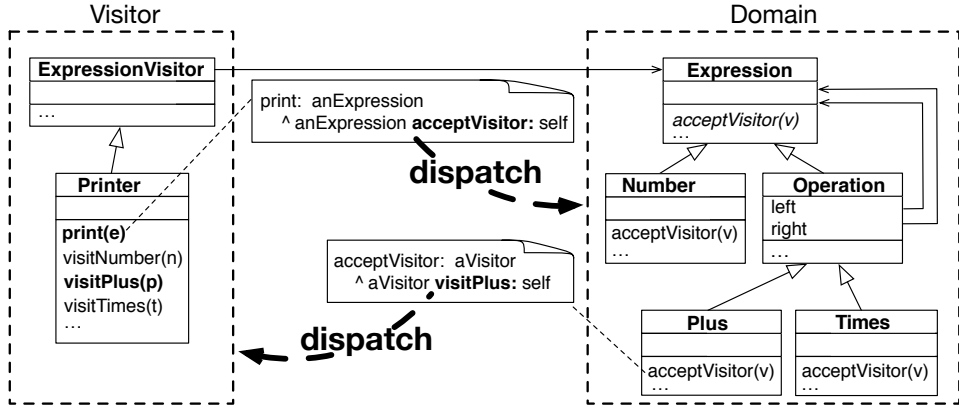 Visitor
ExpressionVisitor
…
Printer
print(e)
visitNumber(n)
visitPlus(p)
visitTimes(t)
…
print: anExpression
^ anExpression acceptVisitor: self
dispatch
acceptVisitor: aVisitor
^ aVisitor visitPlus: self
dispatch
Domain
Expression
acceptVisitor(v)
…
Number
acceptVisitor(v)
…
Operation
left
right
…
Plus
acceptVisitor(v)
…
Times
acceptVisitor(v)
…